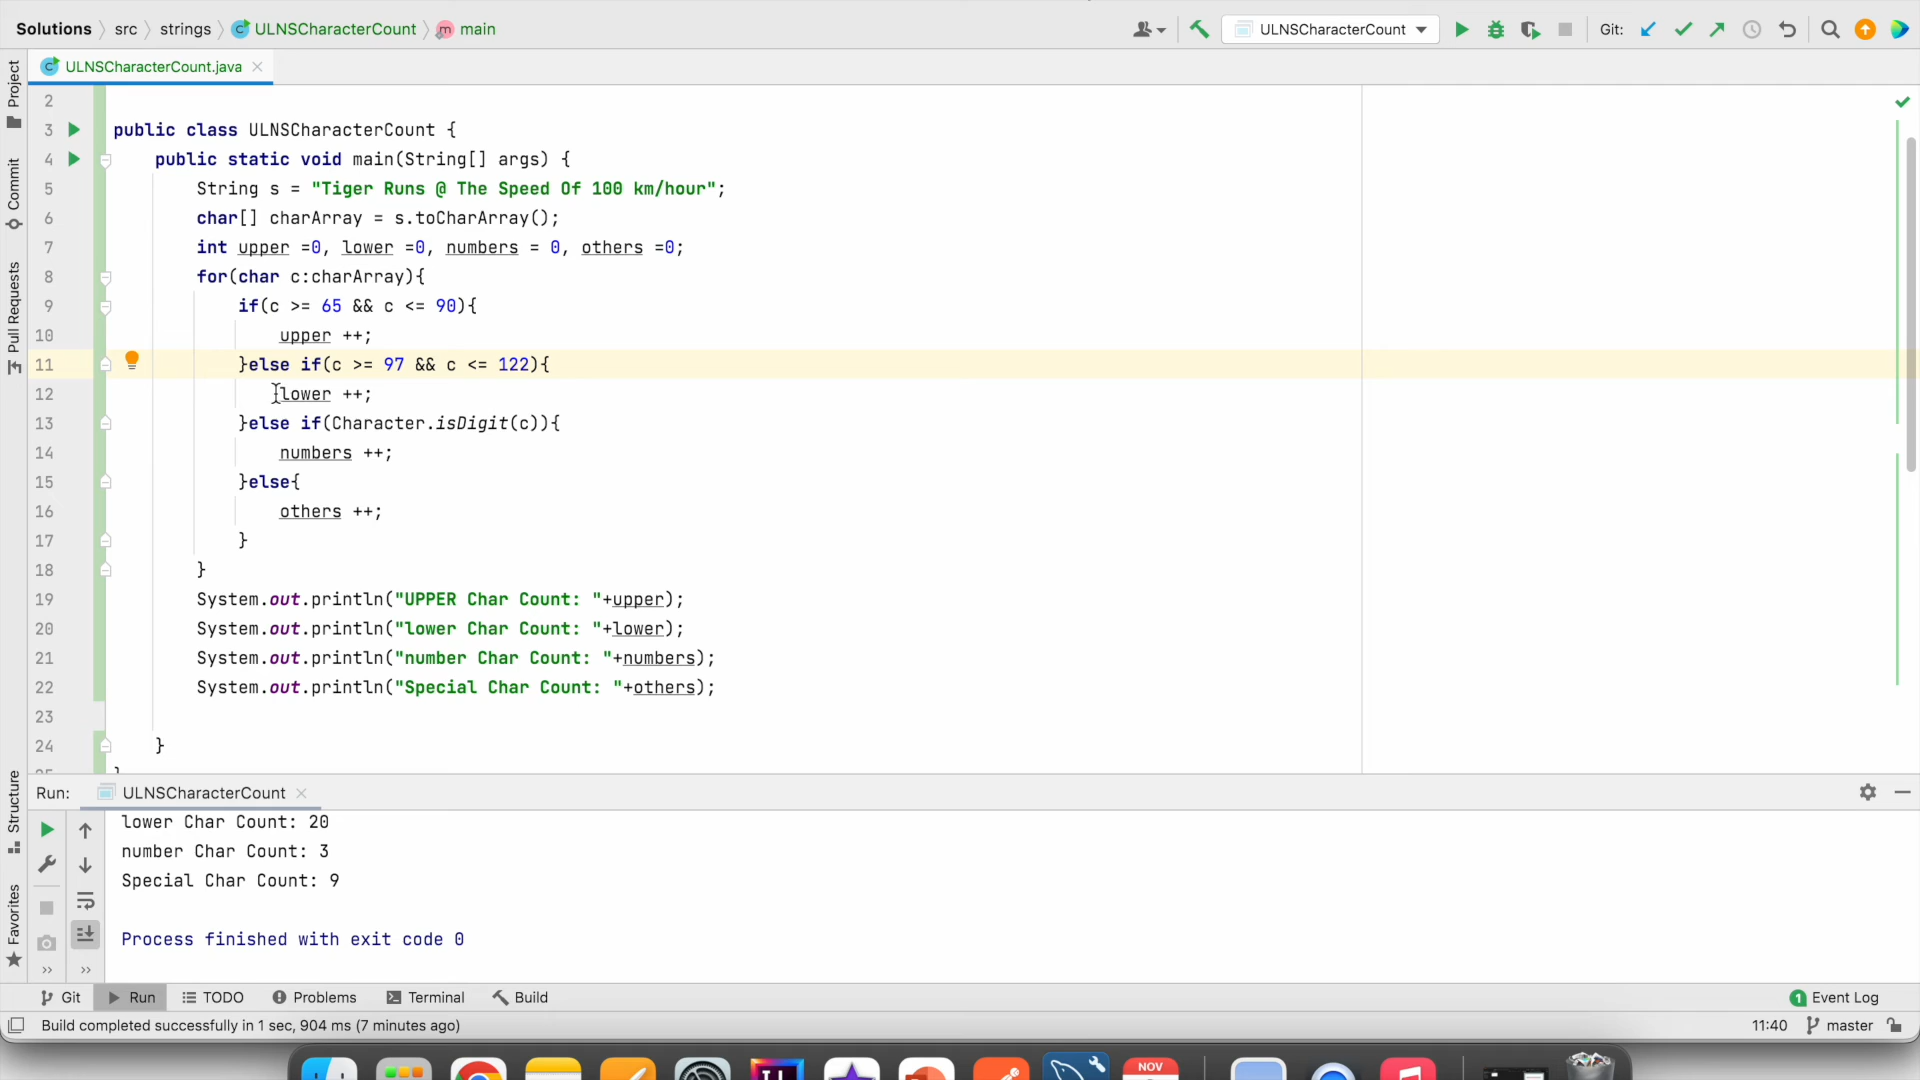 Solutions src strings ULNSCharacterCount main ULNSCharacterCount Git:
ULNSCharacterCount.java
Project
Commit
Pull Requests
Structure
Favorites
2
3 public class ULNSCharacterCount {
4 public static void main(String[] args) {
5 String s = "Tiger Runs @ The Speed Of 100 km/hour";
6 char[] charArray = s.toCharArray();
7 int upper =0, lower =0, numbers = 0, others =0;
8 for(char c:charArray){
9 if(c >= 65 && c <= 90){
10 upper ++;
11 }else if(c >= 97 && c <= 122){
12 lower ++;
13 }else if(Character.isDigit(c)){
14 numbers ++;
15 }else{
16 others ++;
17 }
18 }
19 System.out.println("UPPER Char Count: "+upper);
20 System.out.println("lower Char Count: "+lower);
21 System.out.println("number Char Count: "+numbers);
22 System.out.println("Special Char Count: "+others);
23
24 }
Run: ULNSCharacterCount
lower Char Count: 20
number Char Count: 3
Special Char Count: 9
Process finished with exit code 0
Git Run TODO Problems Terminal Build 1 Event Log
Build completed successfully in 1 sec, 904 ms (7 minutes ago) 11:40 master
NOV